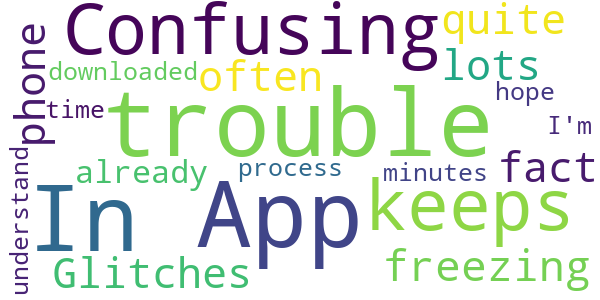 Confusing
quite
phone
downloaded
often
lots
time
trouble
hope
I'm
understand
already
process
minutes
fact
In
App
keeps
Glitches
freezing